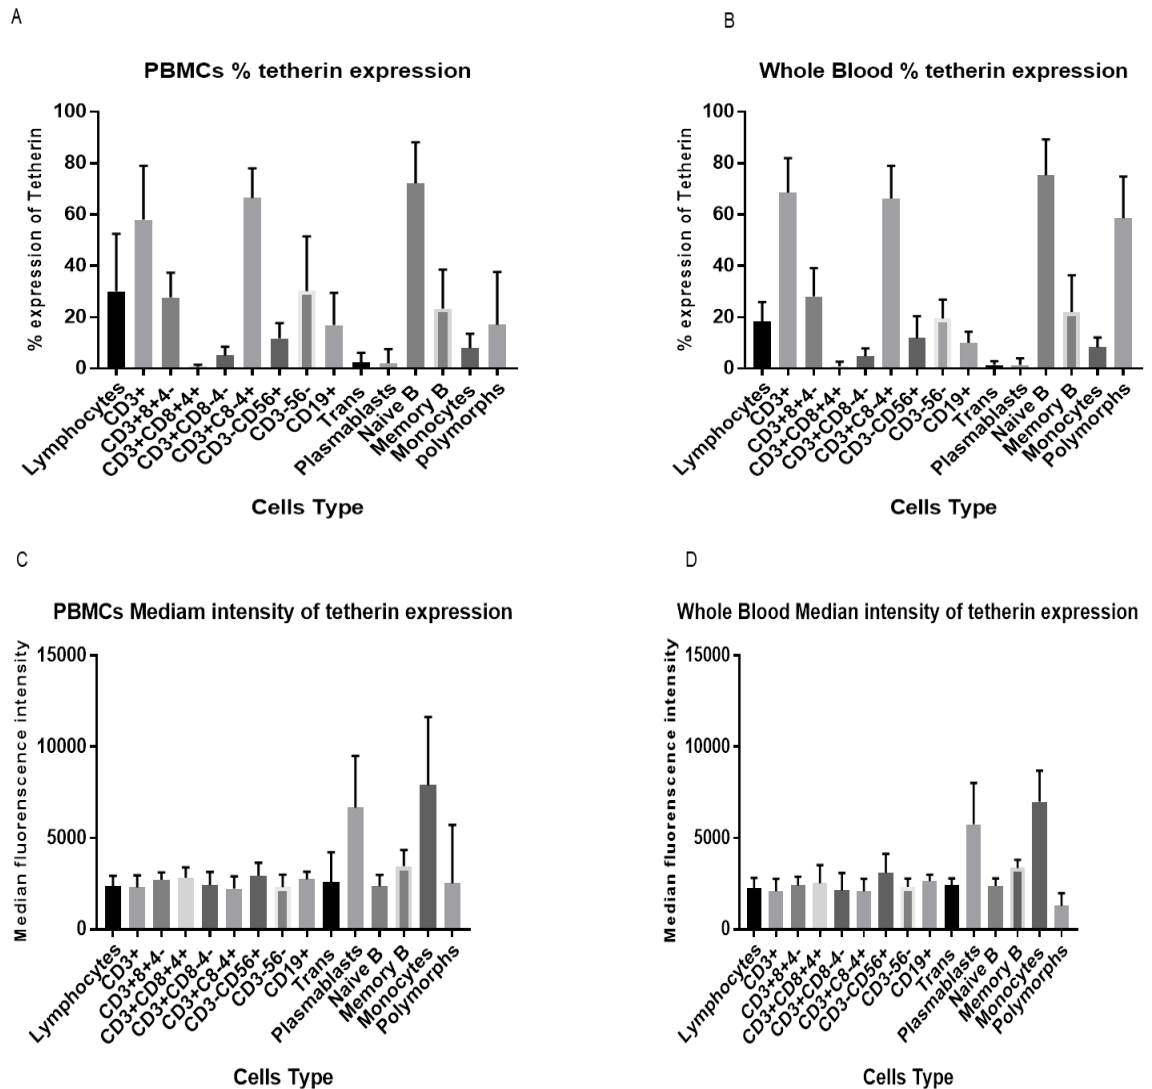 A
PBMCs % tetherin expression
% expression of Tetherin
100
80
60
40
20
0
Lymphocytes
CD3+
CD3+8+4-
CD3+CD8+4+
CD3+CD8-4-
CD3+C8-4+
CD3-CD56+
CD3-56-
CD19+
Trans
Plasmablasts
Naive B
Memory B
Monocytes
polymorphs
Cells Type
B
Whole Blood % tetherin expression
% expression of Tetherin
100
80
60
40
20
0
Lymphocytes
CD3+
CD3+8+4-
CD3+CD8+4+
CD3+CD8-4-
CD3+C8-4+
CD3-CD56+
CD3-56-
CD19+
Trans
Plasmablasts
Naive B
Memory B
Monocytes
Polymorphs
Cells Type
C
PBMCs Mediam intensity of tetherin expression
Median fluorenscence intensity
15000
10000
5000
0
Lymphocytes
CD3+
CD3+8+4-
CD3+CD8+4+
CD3+CD8-4-
CD3+C8-4+
CD3-CD56+
CD3-56-
CD19+
Trans
Plasmablasts
Naive B
Memory B
Monocytes
Polymorphs
Cells Type
D
Whole Blood Median intensity of tetherin expression
Median fluorenscence intensity
15000
10000
5000
0
Lymphocytes
CD3+
CD3+8+4-
CD3+CD8+4+
CD3+CD8-4-
CD3+C8-4+
CD3-CD56+
CD3-56-
CD19+
Trans
Plasmablasts
Naive B
Memory B
Monocytes
Polymorphs
Cells Type